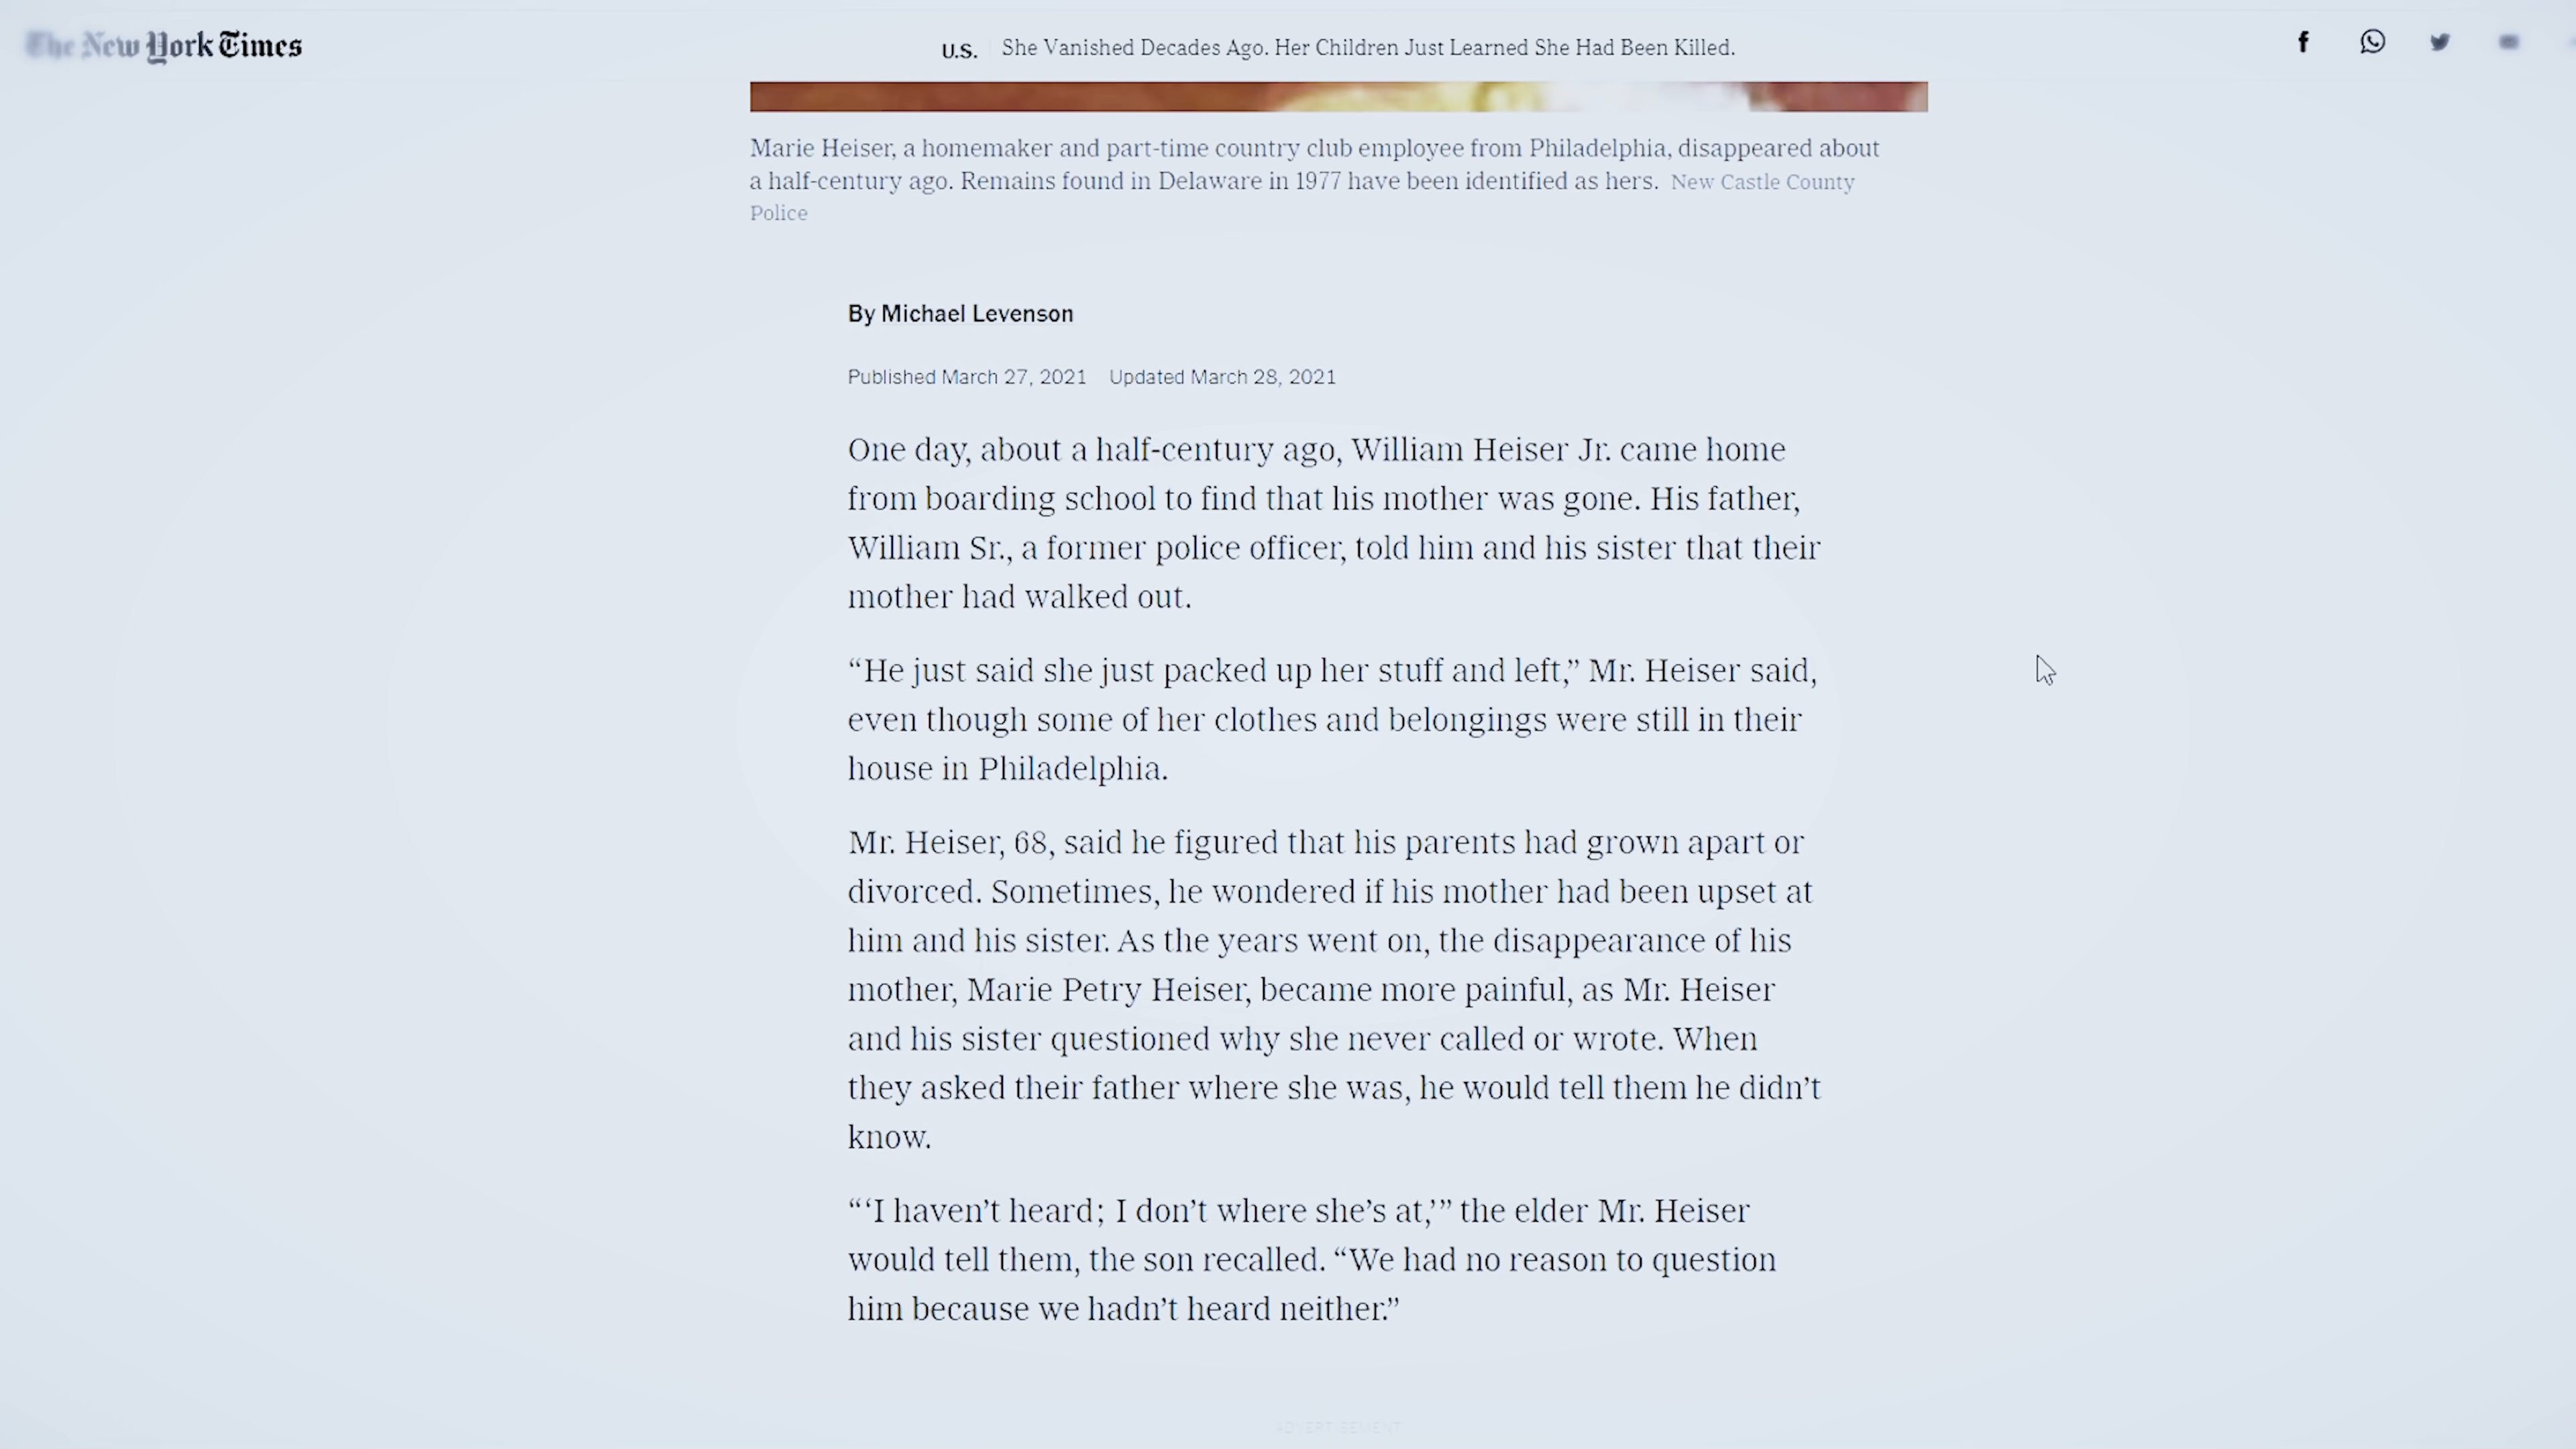 The New York Times
U.S. She Vanished Decades Ago. Her Children Just Learned She Had Been Killed.
Marie Heiser, a homemaker and part-time country club employee from Philadelphia, disappeared about
a half-century ago. Remains found in Delaware in 1977 have been identified as hers. New Castle County
Police
By Michael Levenson
Published March 27, 2021 Updated March 28, 2021
One day, about a half-century ago, William Heiser Jr. came home
from boarding school to find that his mother was gone. His father,
William Sr., a former police officer, told him and his sister that their
mother had walked out.
“He just said she just packed up her stuff and left,” Mr. Heiser said,
even though some of her clothes and belongings were still in their
house in Philadelphia.
Mr. Heiser, 68, said he figured that his parents had grown apart or
divorced. Sometimes, he wondered if his mother had been upset at
him and his sister. As the years went on, the disappearance of his
mother, Marie Petry Heiser, became more painful, as Mr. Heiser
and his sister questioned why she never called or wrote. When
they asked their father where she was, he would tell them he didn’t
know.
“‘I haven’t heard; I don’t where she’s at,’” the elder Mr. Heiser
would tell them, the son recalled. “We had no reason to question
him because we hadn’t heard neither.”
ADVERTISEMENT